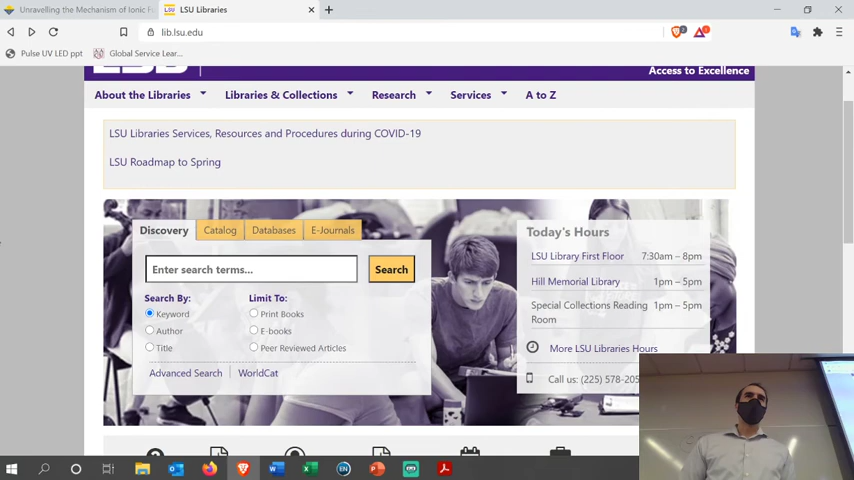 Unravelling the Mechanism of Ionic F
LSU Libraries
lib.lsu.edu
Pulse UV LED ppt
Global Service Lear...
LSU
Access to Excellence
About the Libraries
Libraries & Collections
Research
Services
A to Z
LSU Libraries Services, Resources and Procedures during COVID-19
LSU Roadmap to Spring
Discovery
Catalog
Databases
E-Journals
Enter search terms...
Search
Search By:
Limit To:
Keyword
Print Books
Author
E-books
Title
Peer Reviewed Articles
Advanced Search
WorldCat
Today's Hours
LSU Library First Floor 7:30am – 8pm
Hill Memorial Library 1pm – 5pm
Special Collections Reading 1pm – 5pm
Room
More LSU Libraries Hours
Call us: (225) 578-205